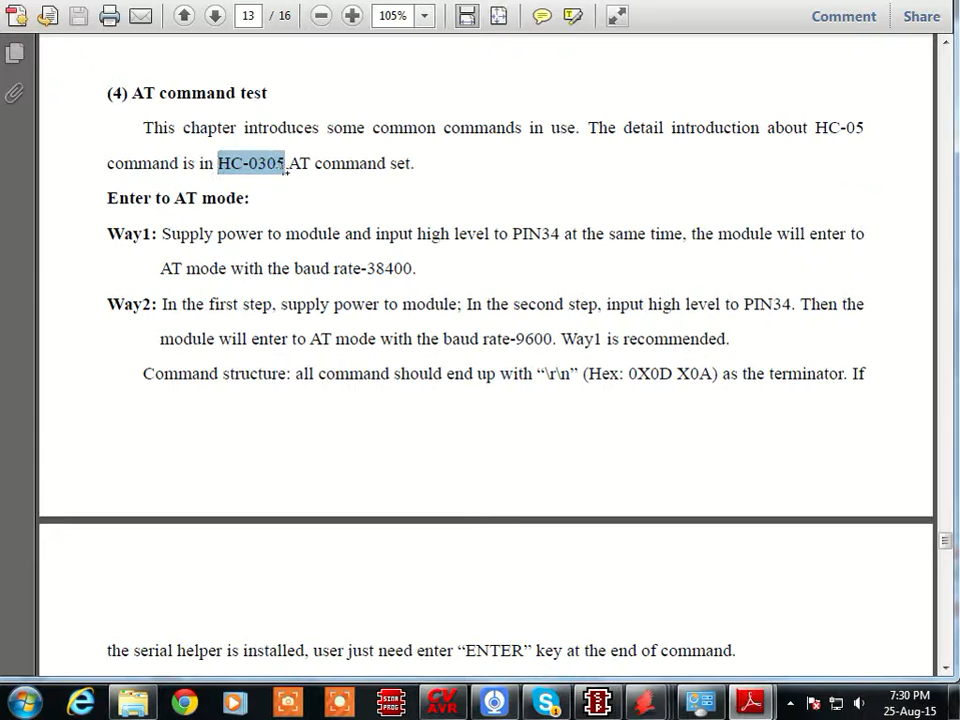 13 / 16
105%
Comment
Share
(4) AT command test
This chapter introduces some common commands in use. The detail introduction about HC-05
command is in HC-0305 AT command set.
Enter to AT mode:
Way1: Supply power to module and input high level to PIN34 at the same time, the module will enter to
AT mode with the baud rate-38400.
Way2: In the first step, supply power to module; In the second step, input high level to PIN34. Then the
module will enter to AT mode with the baud rate-9600. Way1 is recommended.
Command structure: all command should end up with “\r\n” (Hex: 0X0D X0A) as the terminator. If
the serial helper is installed, user just need enter “ENTER” key at the end of command.
SINA
PROG
CV
AVR
7:30 PM
25-Aug-15